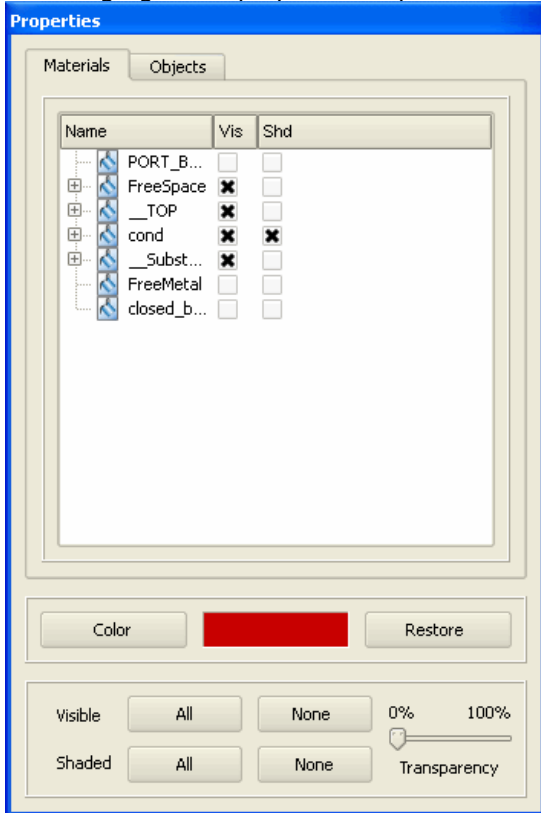 Properties
Materials Objects
Name Vis Shd
PORT_B...
FreeSpace
__TOP
cond
__Subst...
FreeMetal
closed_b...
Color Restore
Visible All None 0% 100%
Shaded All None Transparency